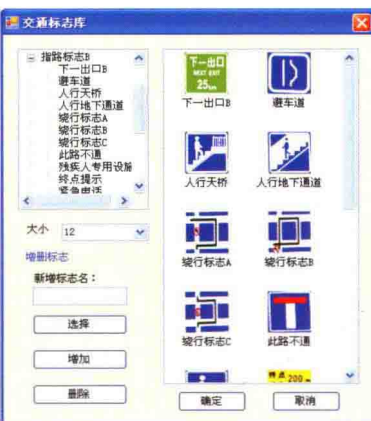 交通标志库
指路标志B
下一出口B
避车道
人行天桥
人行地下通道
绕行标志A
绕行标志B
绕行标志C
此路不通
残疾人专用设施
终点提示
紧急电话
大小
12
增删标志
新增标志名：
选择
增加
删除
下一出口
NEXT EXIT
25km
下一出口B
避车道
人行天桥
人行地下通道
绕行标志A
绕行标志B
绕行标志C
此路不通
200
确定
取消